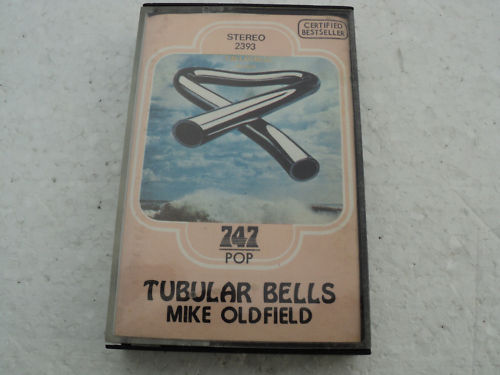 STEREO
2393
CERTIFIED
BESTSELLER
747
POP
TUBULAR BELLS
MIKE OLDFIELD